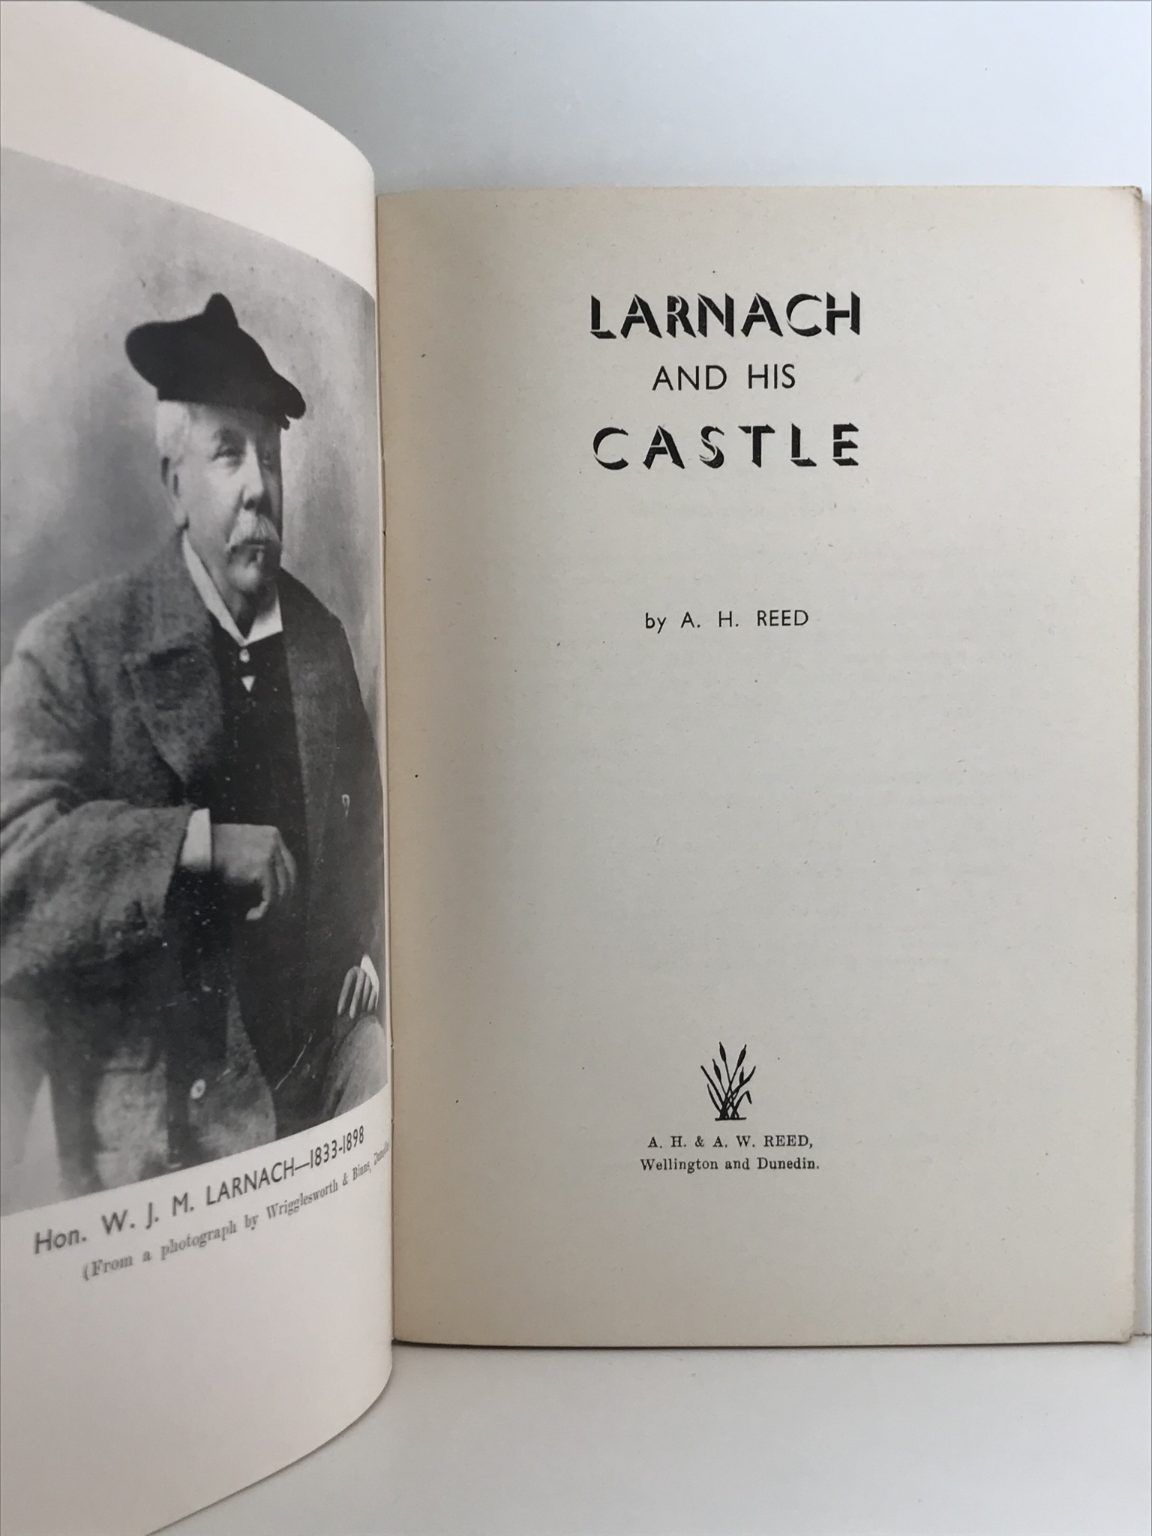 Hon. W. J. M. LARNACH—1833-1898
(From a photograph by Wrigglesworth & Binns,
LARNACH
AND HIS
CASTLE
by A. H. REED
A. H. & A. W. REED,
Wellington and Dunedin.